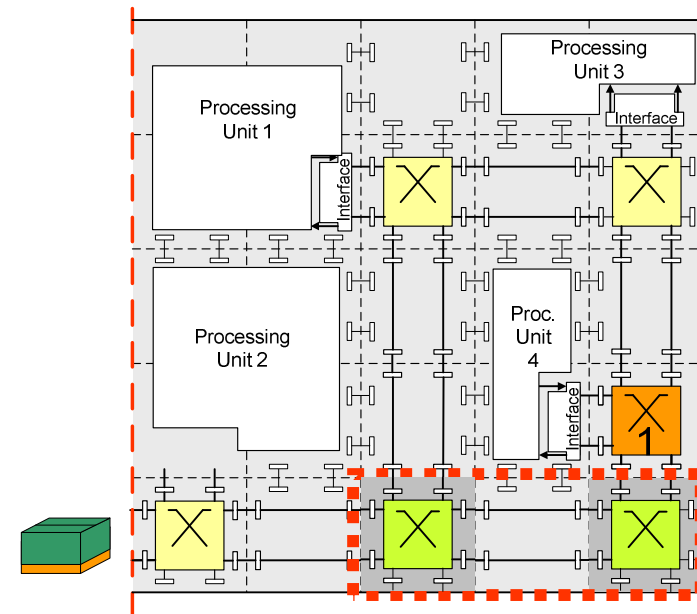 Processing
Unit 3
Interface
Processing
Unit 1
Interface
Processing
Unit 2
Proc.
Unit
4
Interface
1